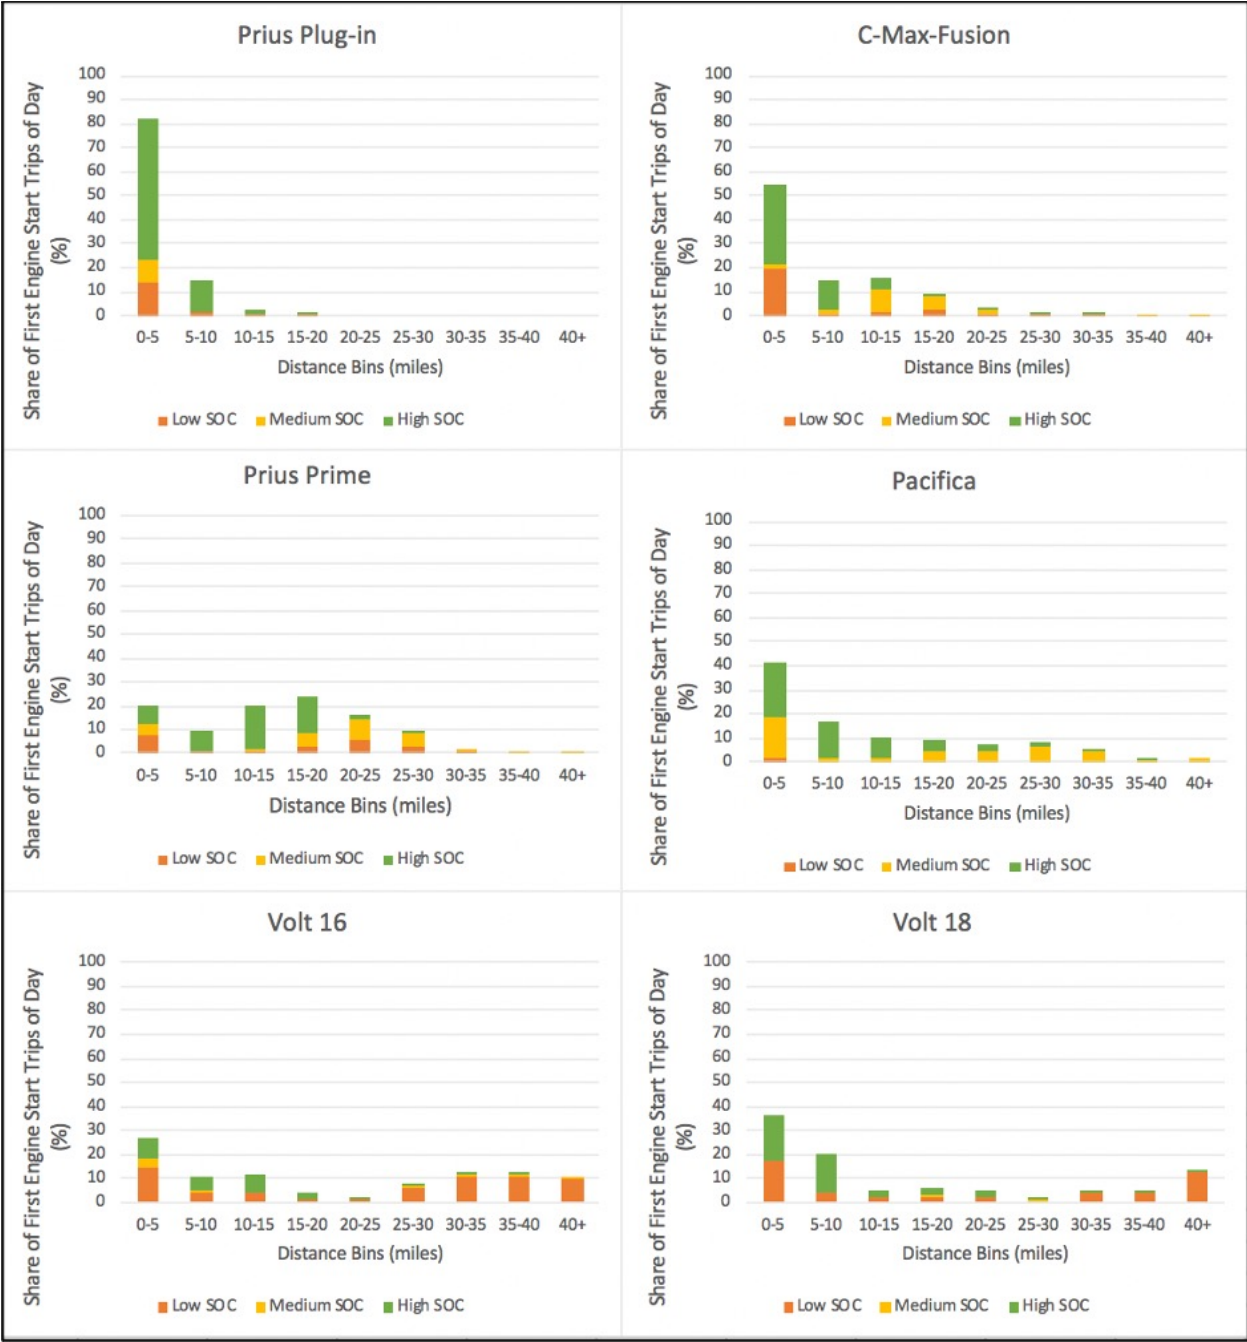 Prius Plug-in
Share of First Engine Start Trips of Day
(%)
100
90
80
70
60
50
40
30
20
10
0
0-5 5-10 10-15 15-20 20-25 25-30 30-35 35-40 40+
Distance Bins (miles)
Low SOC Medium SOC High SOC
C-Max-Fusion
Share of First Engine Start Trips of Day
(%)
100
90
80
70
60
50
40
30
20
10
0
0-5 5-10 10-15 15-20 20-25 25-30 30-35 35-40 40+
Distance Bins (miles)
Low SOC Medium SOC High SOC
Prius Prime
Share of First Engine Start Trips of Day
(%)
100
90
80
70
60
50
40
30
20
10
0
0-5 5-10 10-15 15-20 20-25 25-30 30-35 35-40 40+
Distance Bins (miles)
Low SOC Medium SOC High SOC
Pacifica
Share of First Engine Start Trips of Day
(%)
100
90
80
70
60
50
40
30
20
10
0
0-5 5-10 10-15 15-20 20-25 25-30 30-35 35-40 40+
Distance Bins (miles)
Low SOC Medium SOC High SOC
Volt 16
Share of First Engine Start Trips of Day
(%)
100
90
80
70
60
50
40
30
20
10
0
0-5 5-10 10-15 15-20 20-25 25-30 30-35 35-40 40+
Distance Bins (miles)
Low SOC Medium SOC High SOC
Volt 18
Share of First Engine Start Trips of Day
(%)
100
90
80
70
60
50
40
30
20
10
0
0-5 5-10 10-15 15-20 20-25 25-30 30-35 35-40 40+
Distance Bins (miles)
Low SOC Medium SOC High SOC